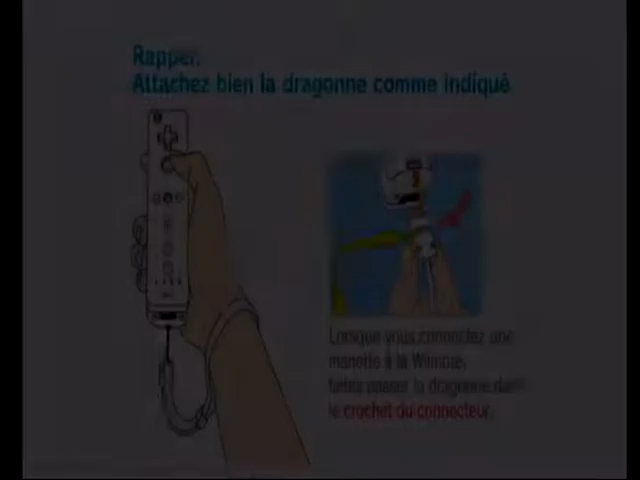 Rappel:
Attachez bien la dragonne comme indiqué
Lorsque vous connectez une
manette à la Wiimote,
faites passer la dragonne dans
le crochet du connecteur.